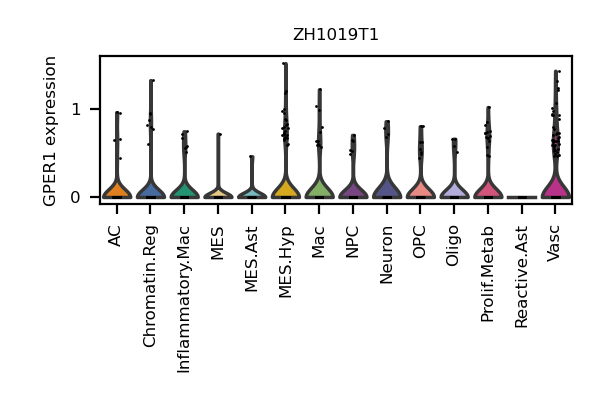 ZH1019T1
GPER1 expression
1
0
AC
Chromatin.Reg
Inflammatory.Mac
MES
MES.Ast
MES.Hyp
Mac
NPC
Neuron
OPC
Oligo
Prolif.Metab
Reactive.Ast
Vasc